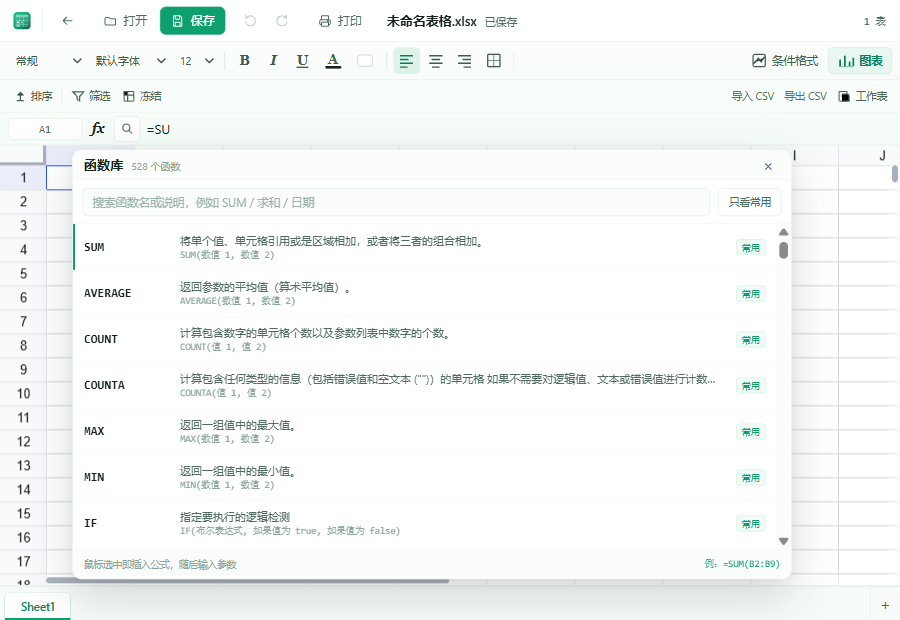 打开 保存 打印 未命名表格.xlsx 已保存 1 表
常规 默认字体 12 B I U A 条件格式 图表
排序 筛选 冻结 导入 CSV 导出 CSV 工作表
A1 fx =SU
I J
函数库 528 个函数 ×
搜索函数名或说明，例如 SUM / 求和 / 日期 只看常用
SUM 将单个值、单元格引用或是区域相加，或者将三者的组合相加。 常用
SUM(数值 1, 数值 2)
AVERAGE 返回参数的平均值（算术平均值）。 常用
AVERAGE(数值 1, 数值 2)
COUNT 计算包含数字的单元格个数以及参数列表中数字的个数。 常用
COUNT(值 1, 值 2)
COUNTA 计算包含任何类型的信息（包括错误值和空文本 ("")）的单元格 如果不需要对逻辑值、文本或错误值进行计数... 常用
COUNTA(值 1, 值 2)
MAX 返回一组值中的最大值。 常用
MAX(数值 1, 数值 2)
MIN 返回一组值中的最小值。 常用
MIN(数值 1, 数值 2)
IF 指定要执行的逻辑检测 常用
IF(布尔表达式, 如果值为 true, 如果值为 false)
鼠标选中即插入公式，随后输入参数 例：=SUM(B2:B9)
1
2
3
4
5
6
7
8
9
10
11
12
13
14
15
16
17
18
Sheet1 +